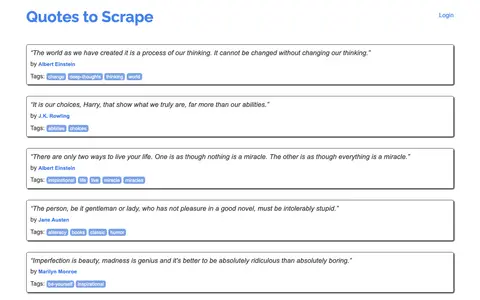 Quotes to Scrape
Login
“The world as we have created it is a process of our thinking. It cannot be changed without changing our thinking.”
by Albert Einstein
Tags: change deep-thoughts thinking world
“It is our choices, Harry, that show what we truly are, far more than our abilities.”
by J.K. Rowling
Tags: abilities choices
“There are only two ways to live your life. One is as though nothing is a miracle. The other is as though everything is a miracle.”
by Albert Einstein
Tags: inspirational life live miracle miracles
“The person, be it gentleman or lady, who has not pleasure in a good novel, must be intolerably stupid.”
by Jane Austen
Tags: aliteracy books classic humor
“Imperfection is beauty, madness is genius and it's better to be absolutely ridiculous than absolutely boring.”
by Marilyn Monroe
Tags: be-yourself inspirational